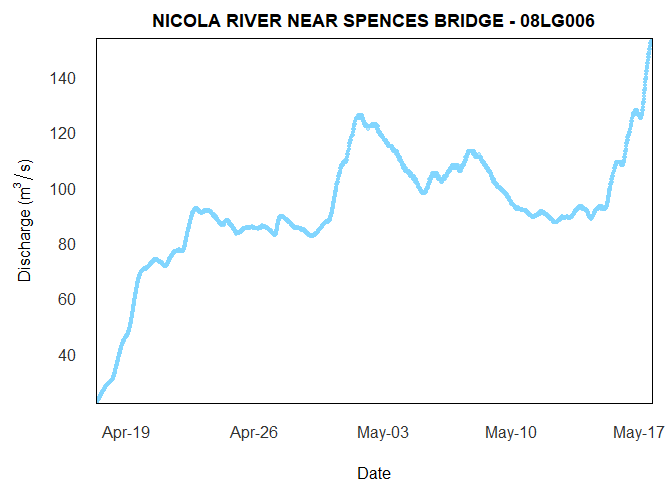 NICOLA RIVER NEAR SPENCES BRIDGE - 08LG006
140
120
100
80
60
40
Discharge (m³ / s)
Apr-19 Apr-26 May-03 May-10 May-17
Date